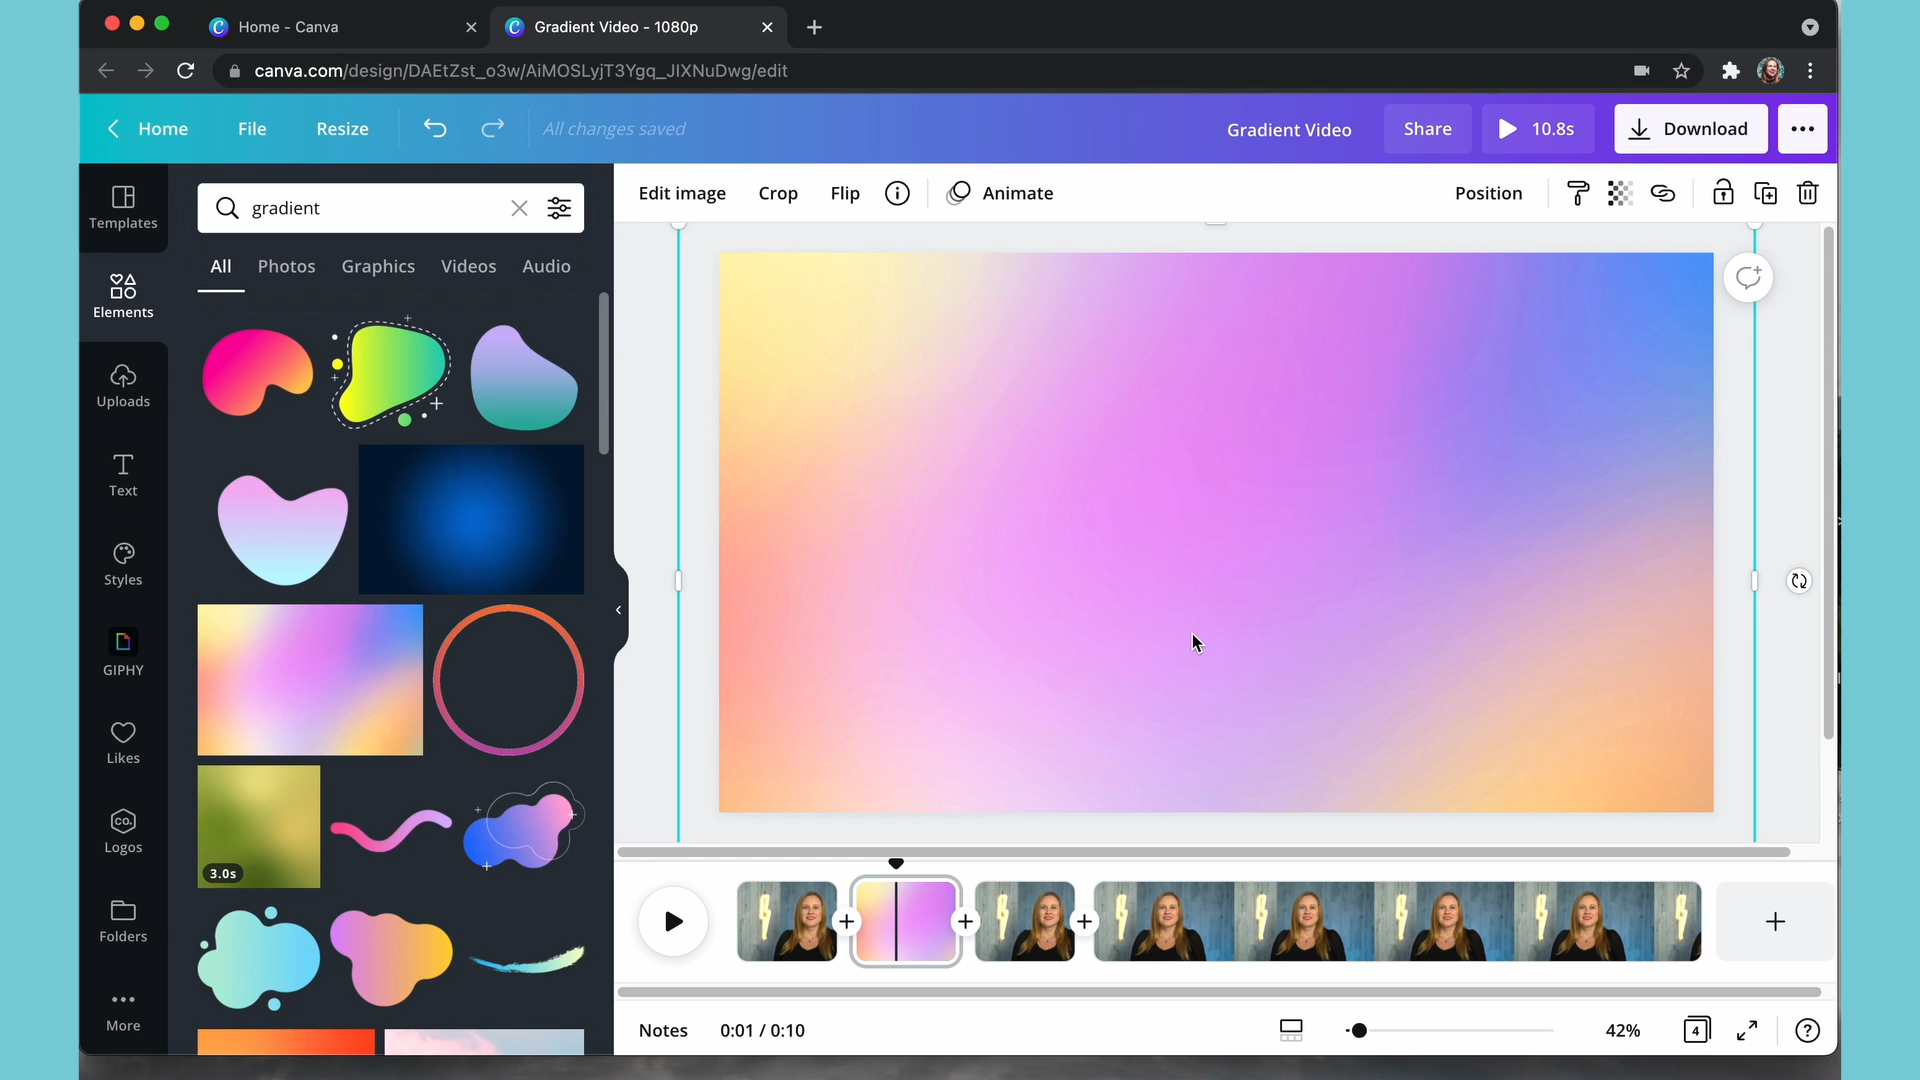 Home - Canva
Gradient Video - 1080p
canva.com/design/DAEtZst_o3w/AiMOSLyjT3Ygq_JIXNuDwg/edit
Home File Resize All changes saved Gradient Video Share 10.8s Download
Templates
Elements
Uploads
Text
Styles
GIPHY
Likes
CO.
Logos
Folders
More
gradient
All Photos Graphics Videos Audio
3.0s
Edit image Crop Flip Animate Position
Notes 0:01 / 0:10 42% 4 ?